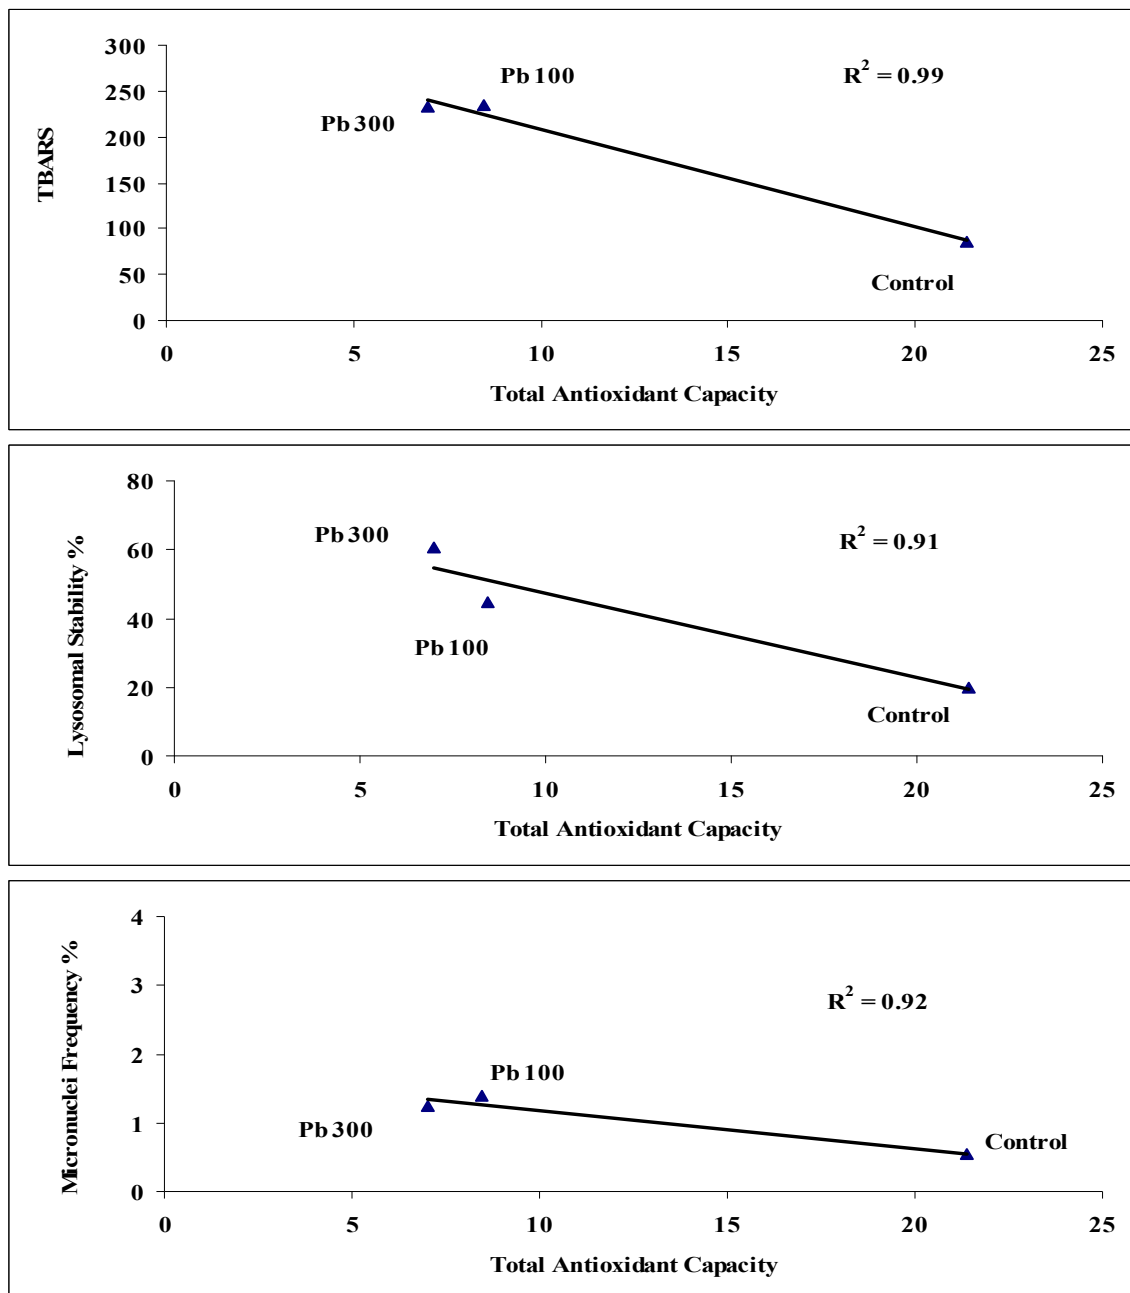 300
250
200
150
100
50
0
TBARS
Pb 100
R² = 0.99
Pb 300
Control
0 5 10 15 20 25
Total Antioxidant Capacity
80
60
40
20
0
Lysosomal Stability %
Pb 300
R² = 0.91
Pb 100
Control
0 5 10 15 20 25
Total Antioxidant Capacity
4
3
2
1
0
Micronuclei Frequency %
R² = 0.92
Pb 100
Pb 300
Control
0 5 10 15 20 25
Total Antioxidant Capacity